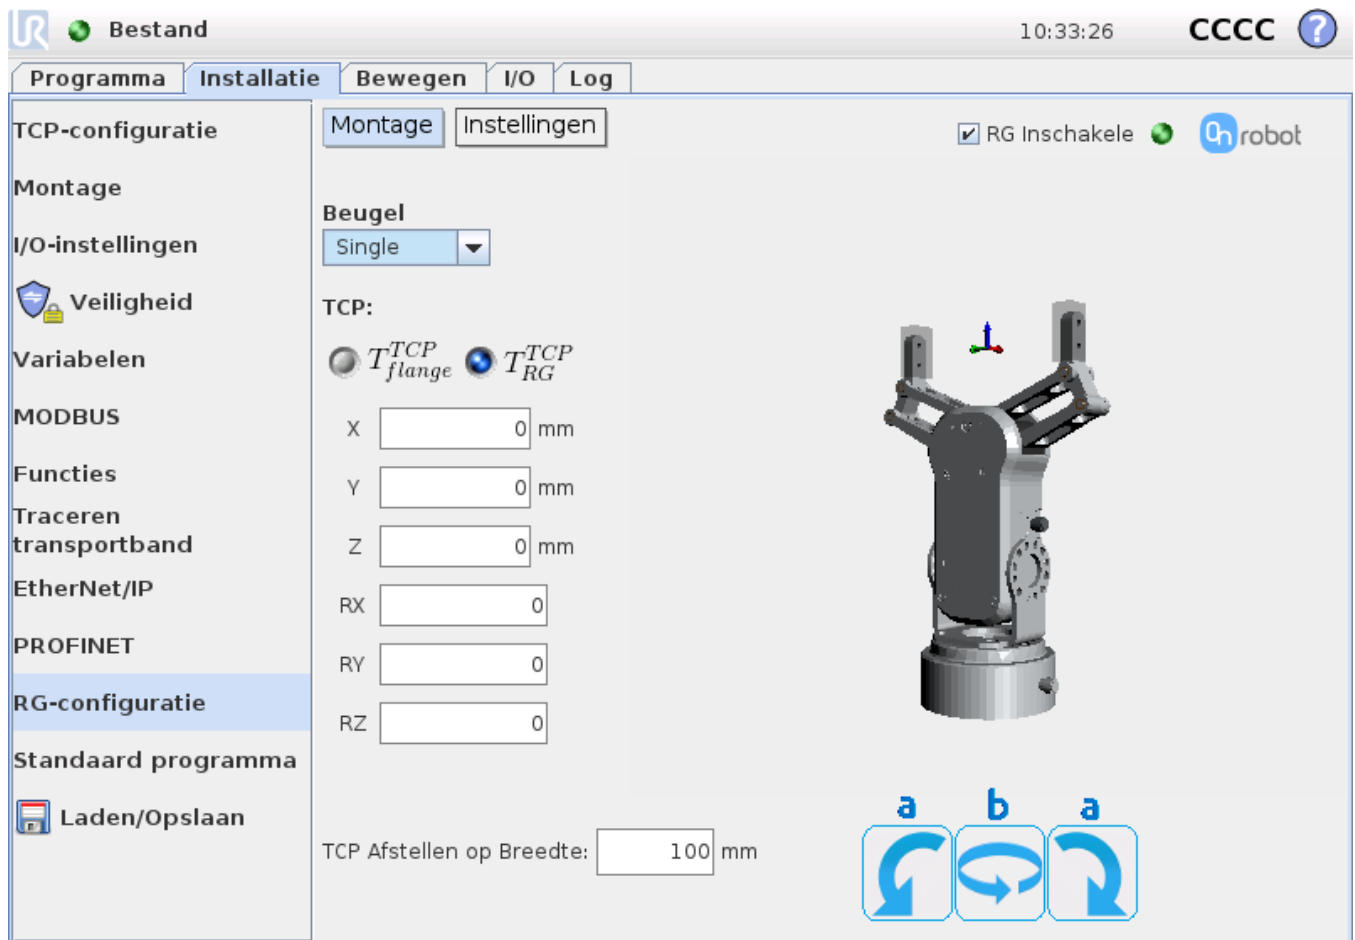 UR Bestand 10:33:26 CCCC ?
Programma Installatie Bewegen I/O Log
TCP-configuratie
Montage
I/O-instellingen
Veiligheid
Variabelen
MODBUS
Functies
Traceren
transportband
EtherNet/IP
PROFINET
RG-configuratie
Standaard programma
Laden/Opslaan
Montage Instellingen
RG Inschakele
On robot
Beugel
Single
TCP:
T^{TCP}_{flange} T^{TCP}_{RG}
X 0 mm
Y 0 mm
Z 0 mm
RX 0
RY 0
RZ 0
TCP Afstellen op Breedte: 100 mm
a b a